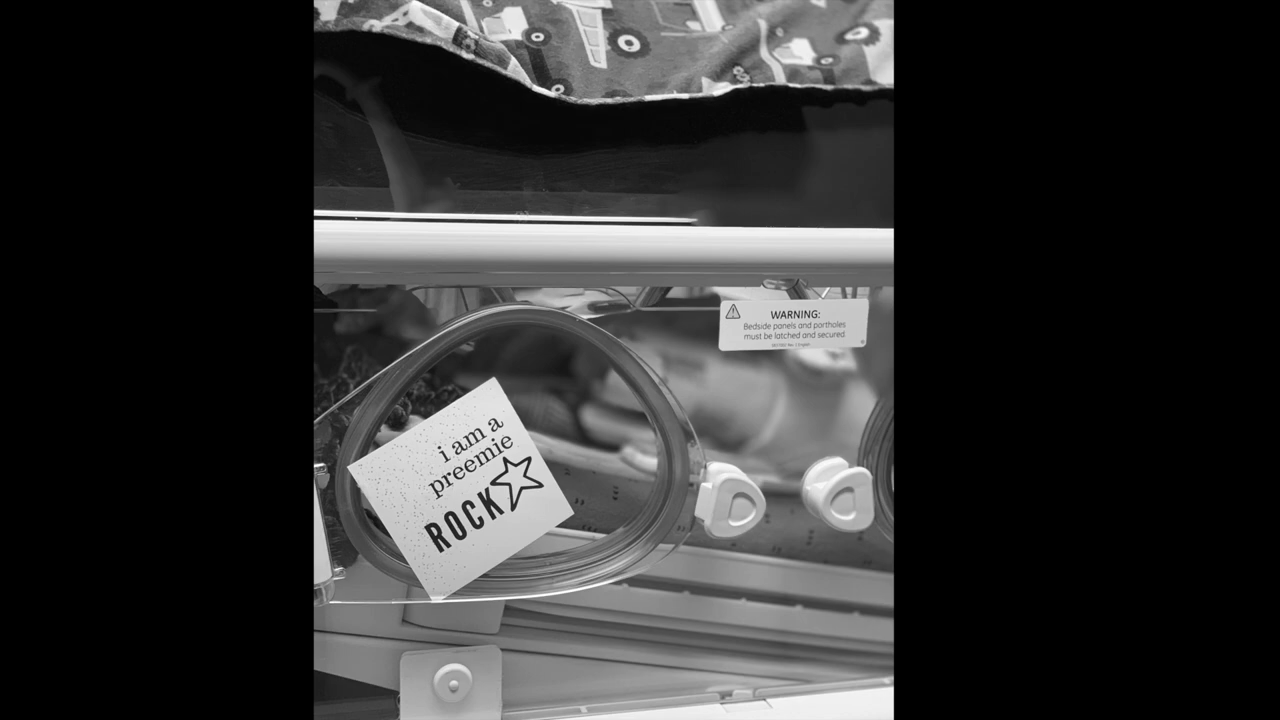 WARNING:
Bedside panels and portholes
must be latched and secured
i am a
preemie
ROCK